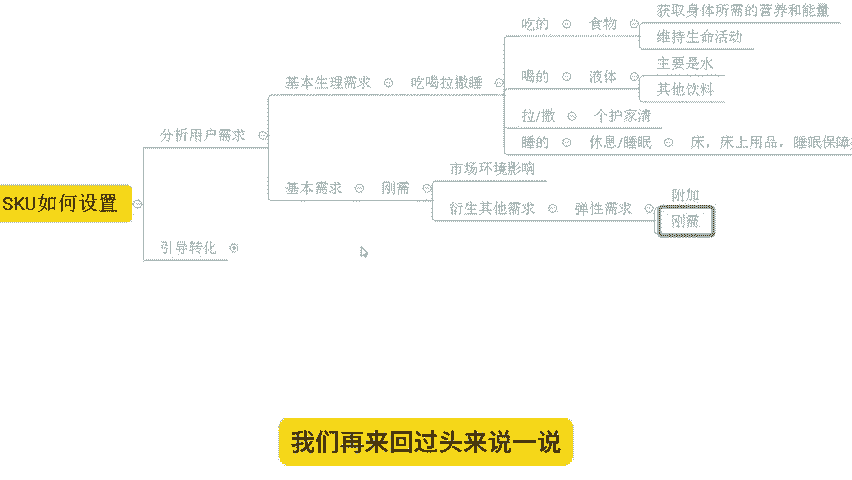 获取身体所需的营养和能量
吃的 食物
维持生命活动
主要是水
喝的 液体
基本生理需求 吃喝拉撒睡
其他饮料
拉/撒 个护家清
分析用户需求
睡的 休息/睡眠 床，床上用品，睡眠保障
市场环境影响
基本需求 刚需
附加
SKU如何设置
衍生其他需求 弹性需求
刚需
引导转化
我们再来回过头来说一说